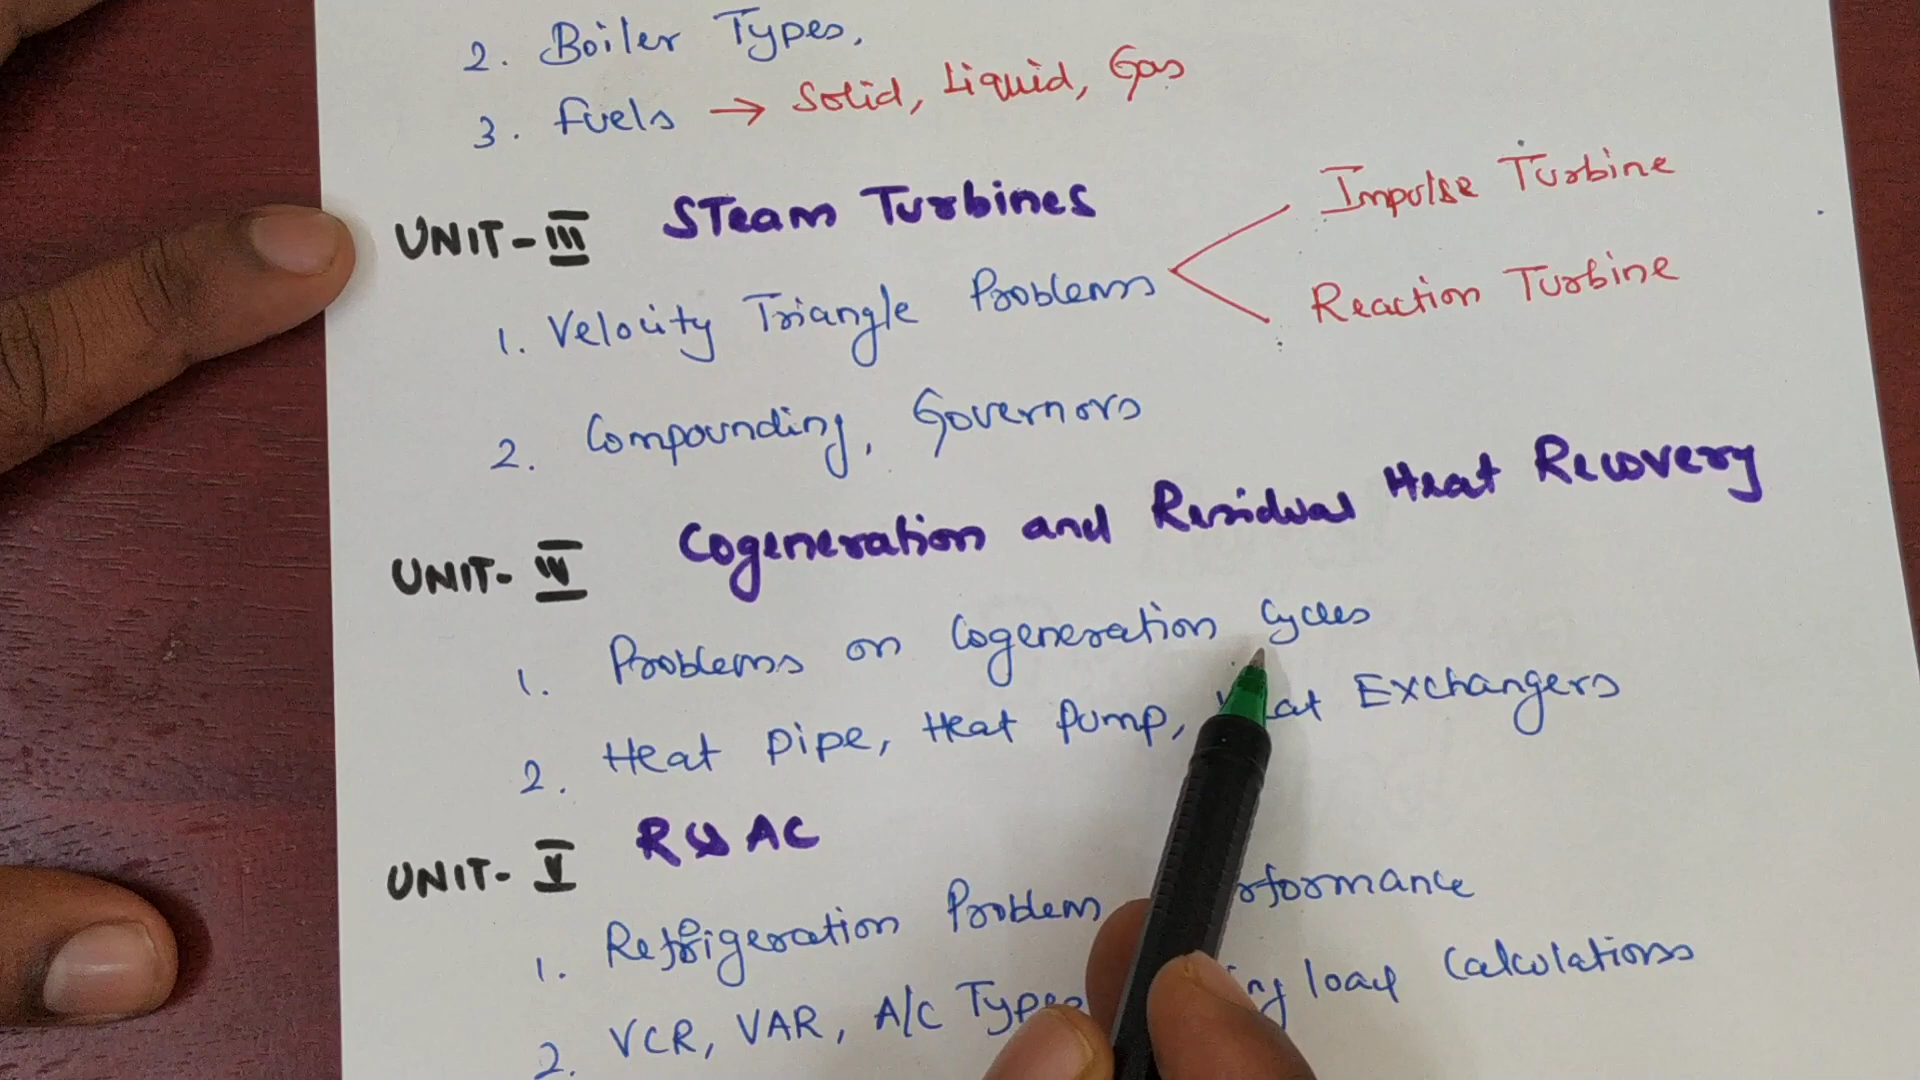 2. Boiler Types,
3. Fuels → Solid, Liquid, Gas
UNIT-III Steam Turbines
1. Velocity Triangle Problems
Impulse Turbine
Reaction Turbine
2. Compounding, Governors
UNIT-IV Cogeneration and Residual Heat Recovery
1. Problems on Cogeneration Cycles
2. Heat pipe, Heat pump, Exchangers
UNIT-V R & AC
1. Refrigeration Problem
2. VCR, VAR, A/C Types load Calculations